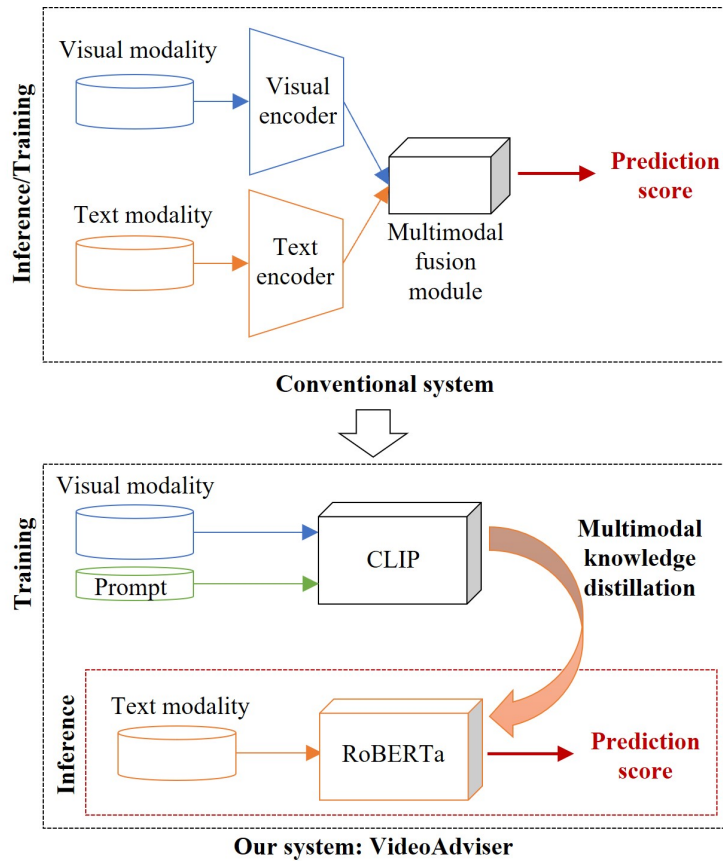 Inference/Training
Visual modality
Visual
encoder
Text modality
Text
encoder
Multimodal
fusion
module
Prediction
score
Conventional system
Training
Visual modality
Prompt
CLIP
Multimodal
knowledge
distillation
Inference
Text modality
RoBERTa
Prediction
score
Our system: VideoAdviser